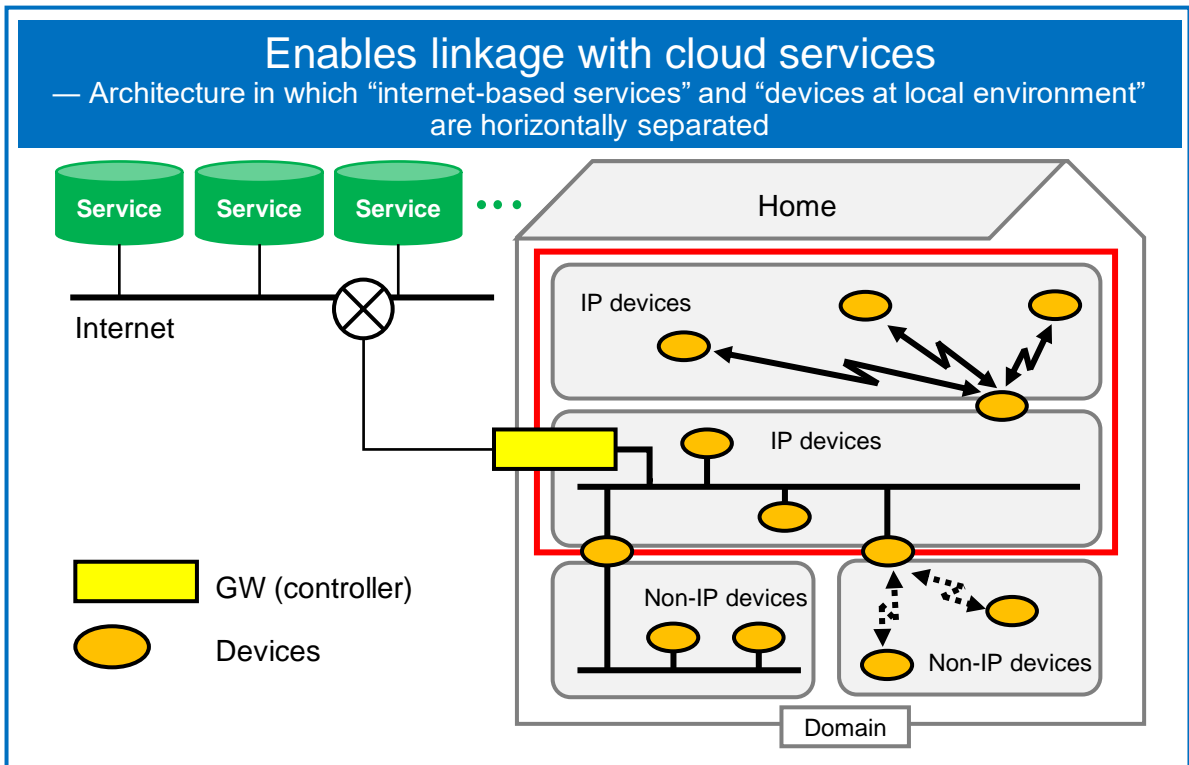 Enables linkage with cloud services
— Architecture in which “internet-based services” and “devices at local environment”
are horizontally separated
Service
Service
Service
Home
IP devices
Internet
IP devices
GW (controller)
Non-IP devices
Devices
Non-IP devices
Domain